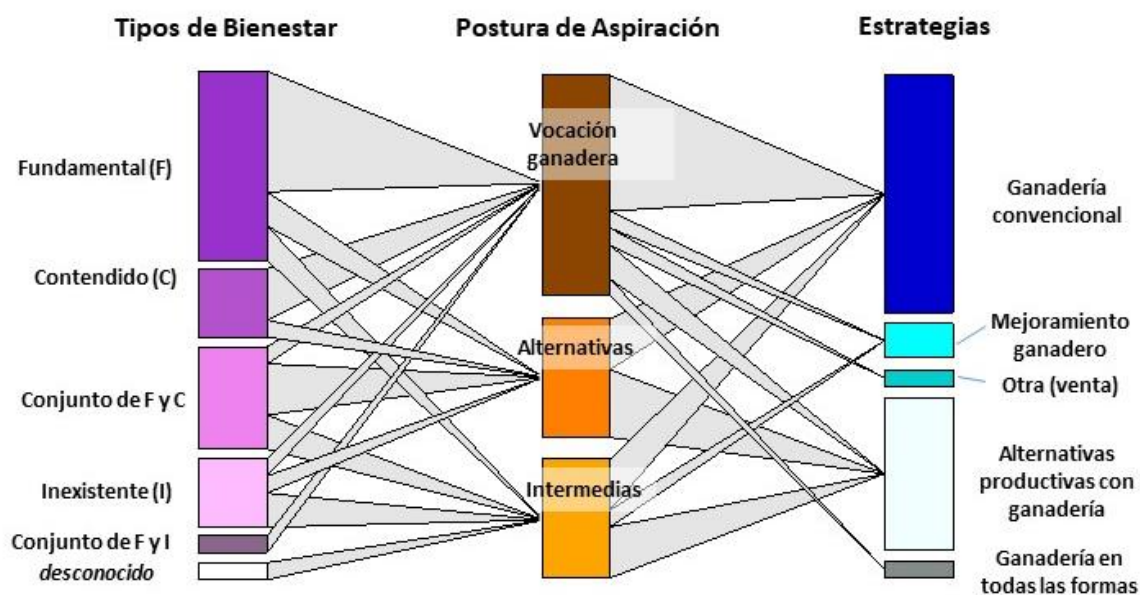 Tipos de Bienestar
Postura de Aspiración
Estrategias
Fundamental (F)
Contendido (C)
Conjunto de F y C
Inexistente (I)
Conjunto de F y I
desconocido
Vocación
ganadera
Alternativas
Intermedias
Ganadería
convencional
Mejoramiento
ganadero
Otra (venta)
Alternativas
productivas con
ganadería
Ganadería en
todas las formas